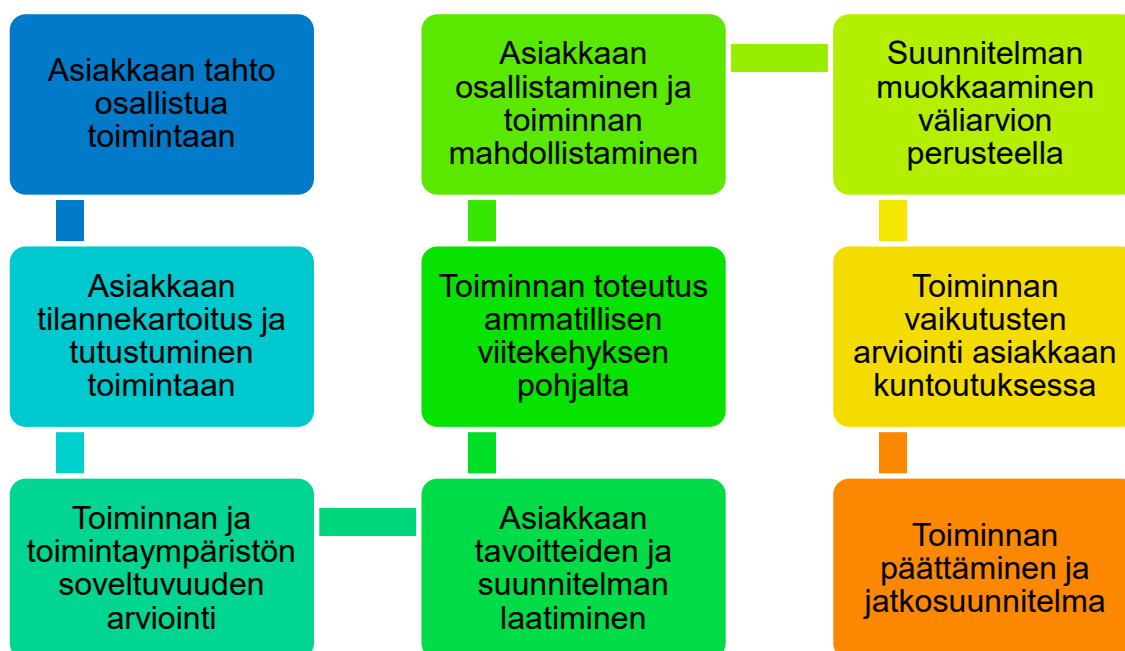 Asiakkaan tahto
osallistua
toimintaan
Asiakkaan
tilannekartoitus ja
tutustuminen
toimintaan
Toiminnan ja
toimintaympäristön
soveltuvuuden
arviointi
Asiakkaan
tavoitteiden ja
suunnitelman
laatiminen
Toiminnan toteutus
ammatillisen
viitekehyksen
pohjalta
Asiakkaan
osallistaminen ja
toiminnan
mahdollistaminen
Suunnitelman
muokkaaminen
väliarvion
perusteella
Toiminnan
vaikutusten
arviointi asiakkaan
kuntoutuksessa
Toiminnan
päättäminen ja
jatkosuunnitelma